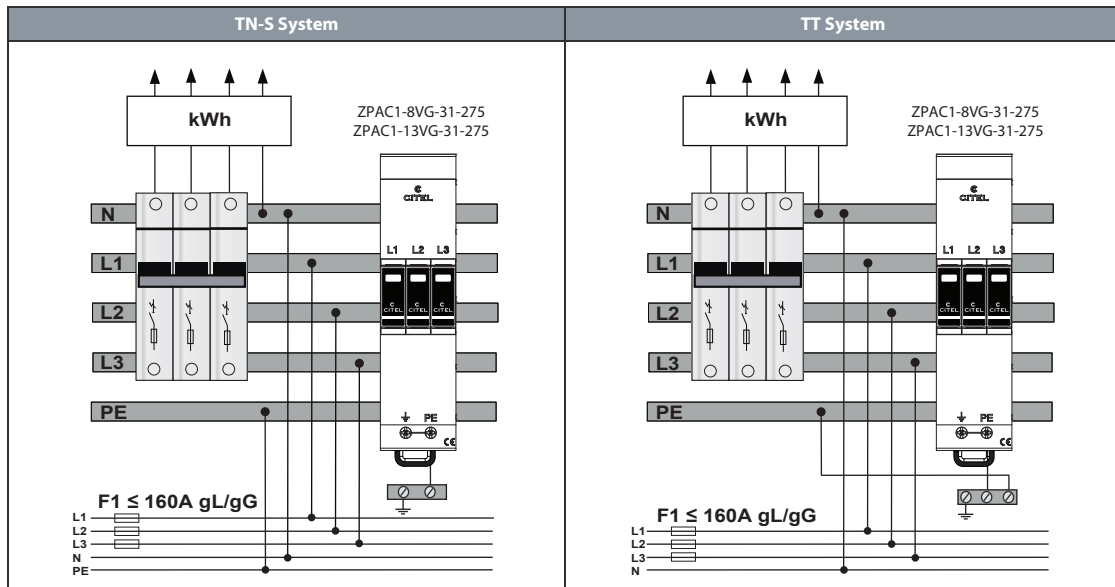 TN-S System
kWh
ZPAC1-8VG-31-275
ZPAC1-13VG-31-275
CITEL
N
L1 L2 L3
L1
L2
CITEL CITEL CITEL
L3
PE
PE
CE
F1 ≤ 160A gL/gG
L1
L2
L3
N
PE
TT System
kWh
ZPAC1-8VG-31-275
ZPAC1-13VG-31-275
CITEL
N
L1 L2 L3
L1
L2
CITEL CITEL CITEL
L3
PE
PE
CE
F1 ≤ 160A gL/gG
L1
L2
L3
N